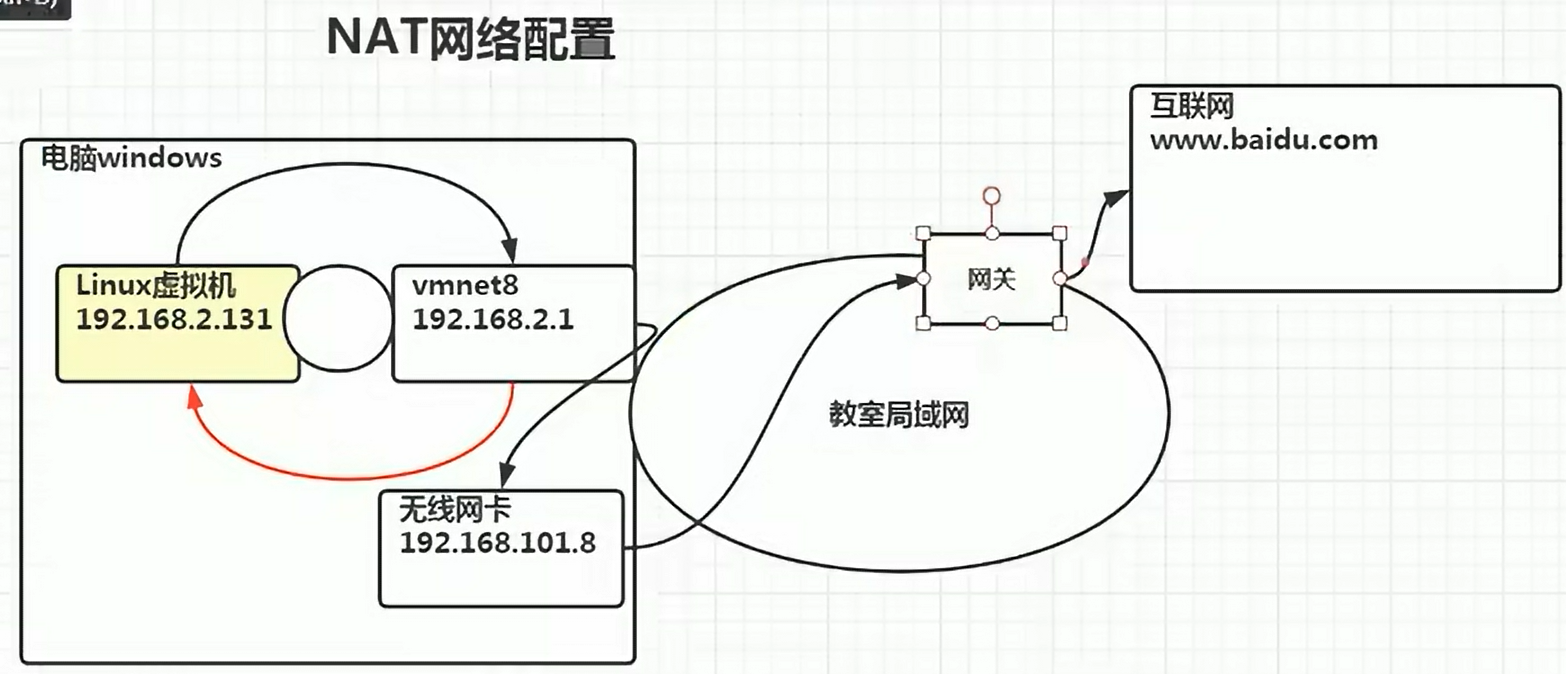 NAT网络配置
电脑windows
Linux虚拟机
192.168.2.131
vmnet8
192.168.2.1
无线网卡
192.168.101.8
网关
教室局域网
互联网
www.baidu.com